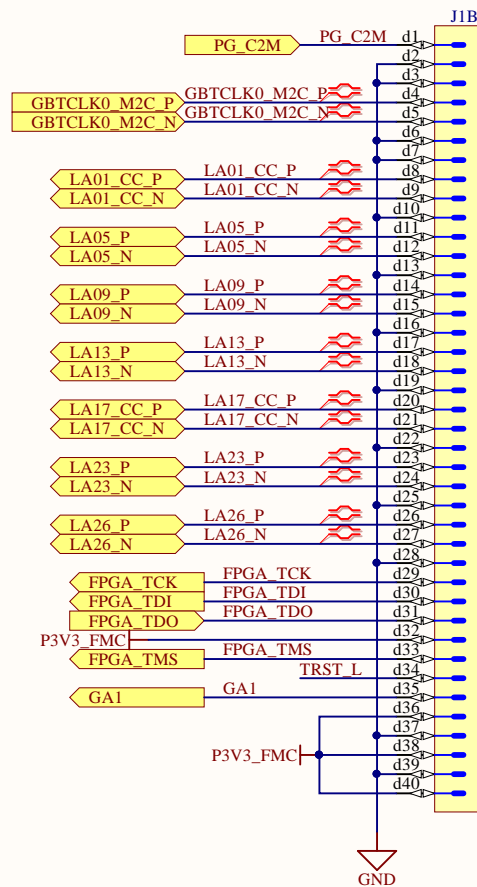 J1B
PG_C2M PG_C2M d1
d2
d3
GBTCLK0_M2C_P GBTCLK0_M2C_P d4
GBTCLK0_M2C_N GBTCLK0_M2C_N d5
d6
d7
LA01_CC_P LA01_CC_P d8
LA01_CC_N LA01_CC_N d9
d10
LA05_P LA05_P d11
LA05_N LA05_N d12
d13
LA09_P LA09_P d14
LA09_N LA09_N d15
d16
LA13_P LA13_P d17
LA13_N LA13_N d18
d19
LA17_CC_P LA17_CC_P d20
LA17_CC_N LA17_CC_N d21
d22
LA23_P LA23_P d23
LA23_N LA23_N d24
d25
LA26_P LA26_P d26
LA26_N LA26_N d27
d28
FPGA_TCK FPGA_TCK d29
FPGA_TDI FPGA_TDI d30
FPGA_TDO FPGA_TDO d31
P3V3_FMC d32
FPGA_TMS FPGA_TMS d33
TRST_L d34
GA1 GA1 d35
d36
d37
P3V3_FMC d38
d39
d40
GND